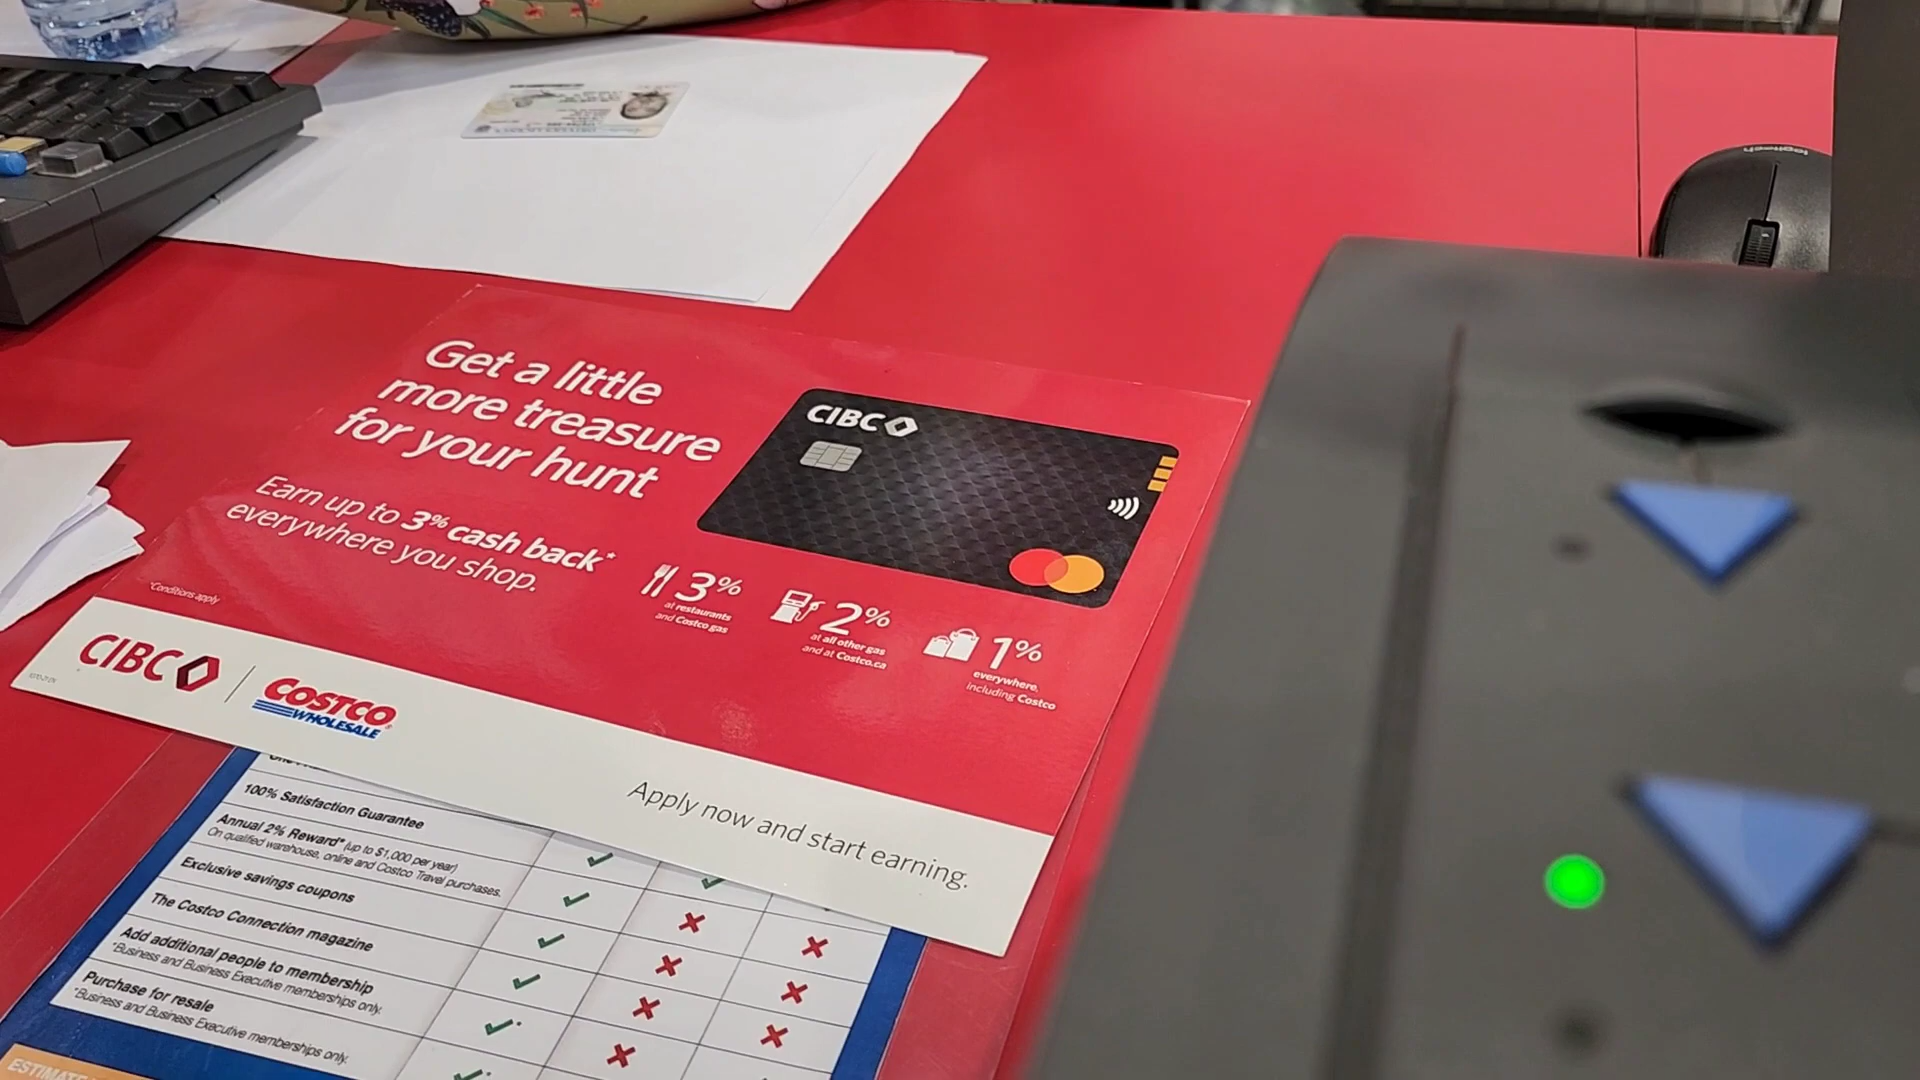 logitech
Get a little
more treasure
for your hunt
Earn up to 3% cash back*
everywhere you shop.
*Conditions apply
CIBC
3%
at restaurants
and Costco gas
2%
at all other gas
and at Costco.ca
1%
everywhere,
including Costco
CIBC
COSTCO
WHOLESALE
Apply now and start earning.
100% Satisfaction Guarantee
Annual 2% Reward* (up to $1,000 per year)
On qualified warehouse, online and Costco Travel purchases.
Exclusive savings coupons
The Costco Connection magazine
Add additional people to membership
*Business and Business Executive memberships only.
Purchase for resale
*Business and Business Executive memberships only.